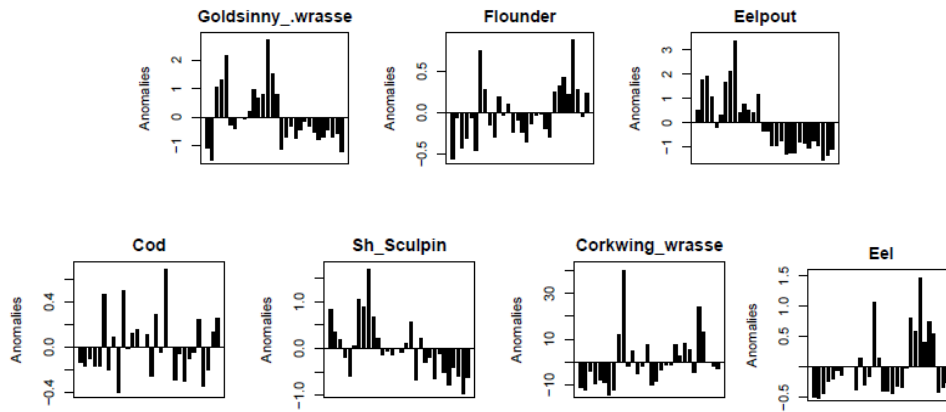 Goldsinny_.wrasse
Anomalies
2
1
0
−1
Flounder
Anomalies
0.5
0.0
−0.5
Eelpout
Anomalies
3
2
1
0
−1
Cod
Anomalies
0.4
0.0
−0.4
Sh_Sculpin
Anomalies
1.0
0.0
−1.0
Corkwing_wrasse
Anomalies
30
10
−10
Eel
Anomalies
1.5
1.0
0.5
−0.5